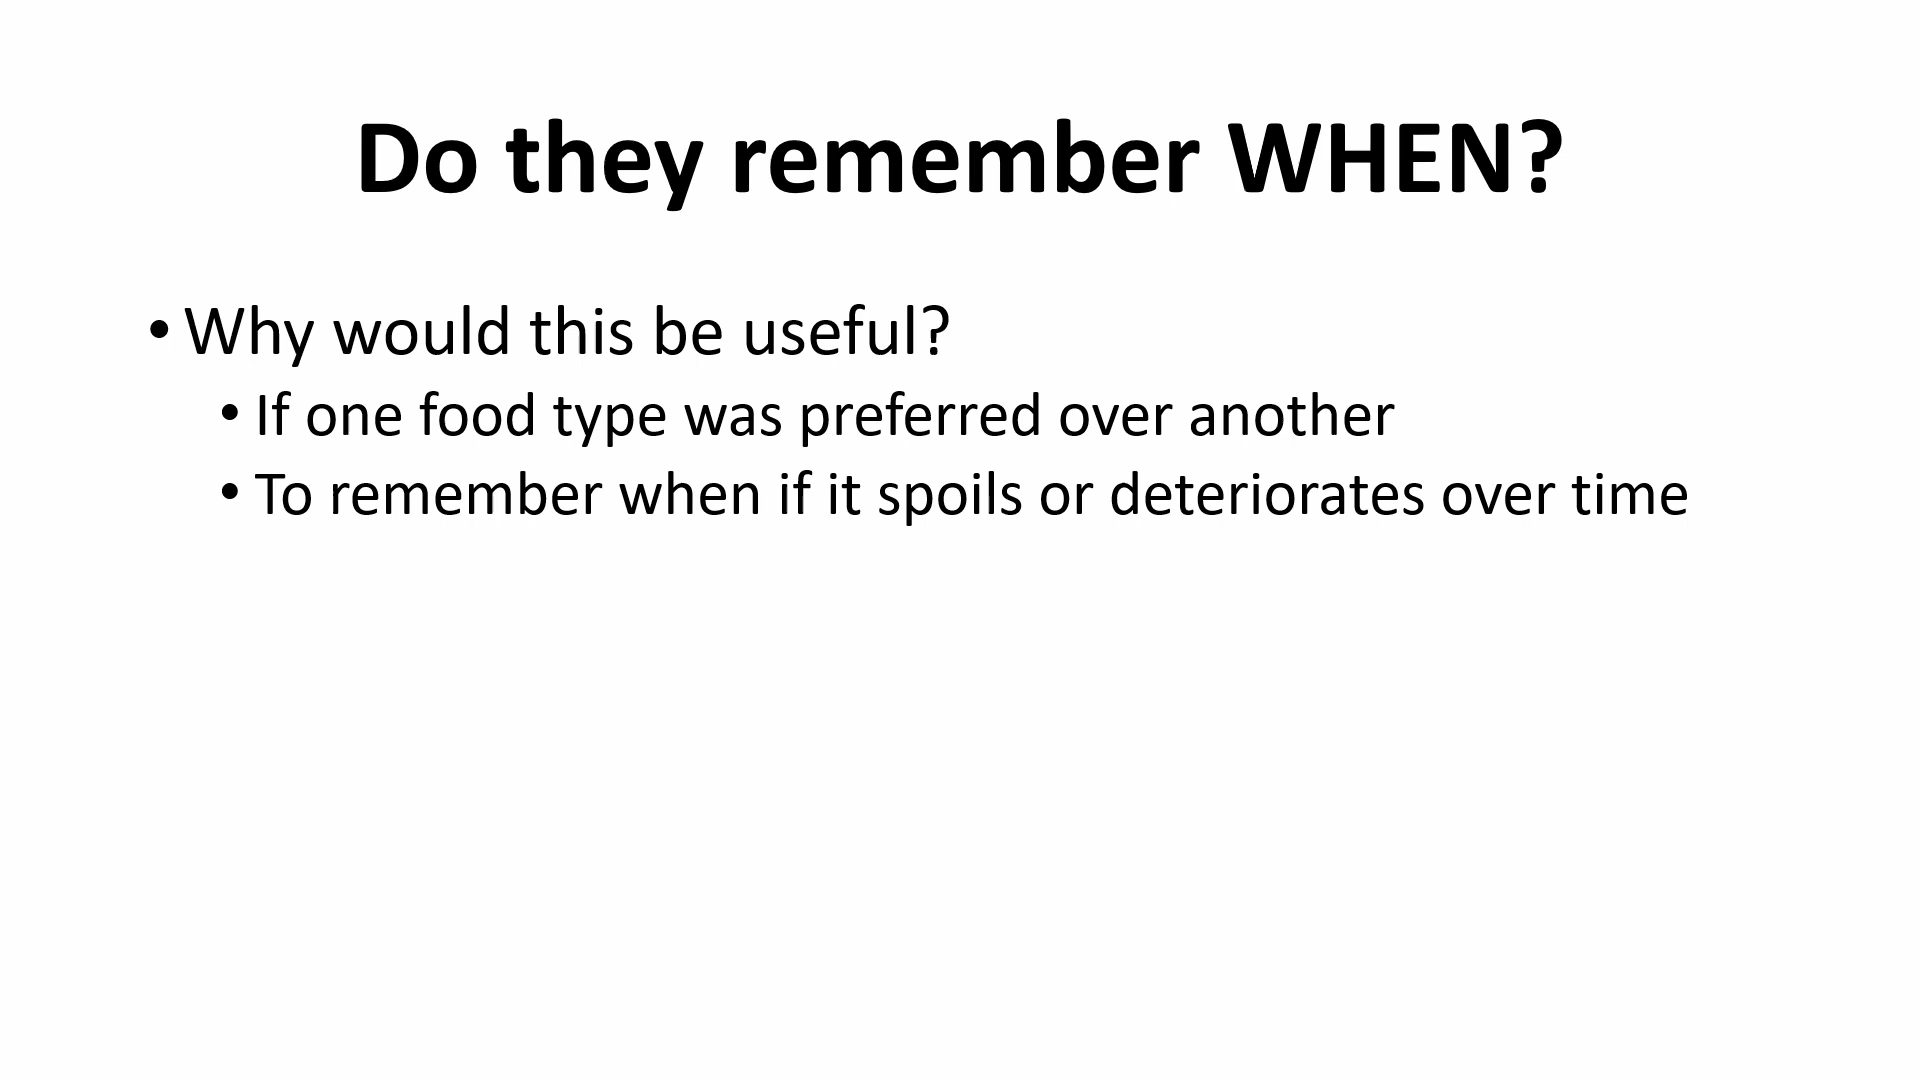 Do they remember WHEN?
• Why would this be useful?
• If one food type was preferred over another
• To remember when if it spoils or deteriorates over time